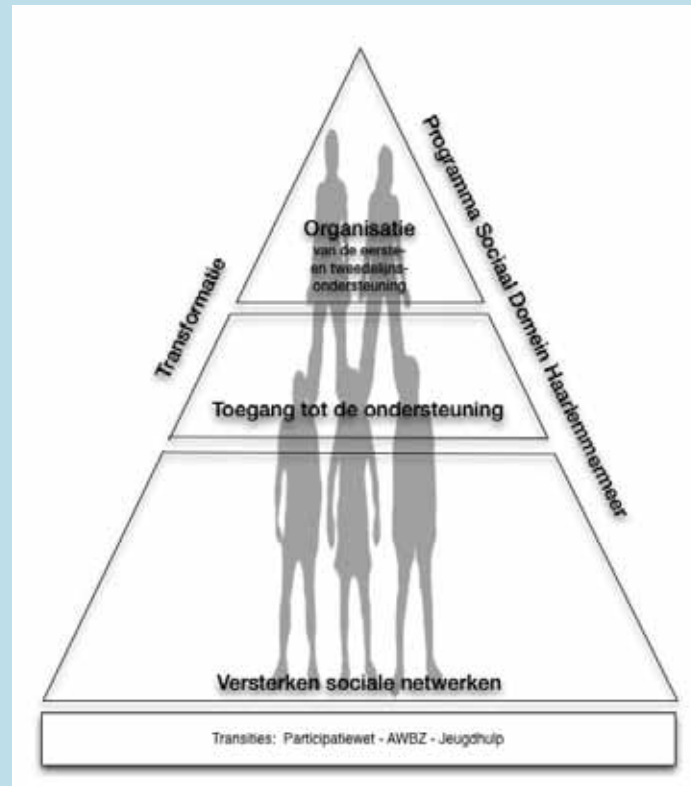 Transformatie
Programma Sociaal Domein Haarlemmermeer
Organisatie
van de eerste-
en tweedelijns-
ondersteuning
Toegang tot de ondersteuning
Versterken sociale netwerken
Transities: Participatiewet - AWBZ - Jeugdhulp